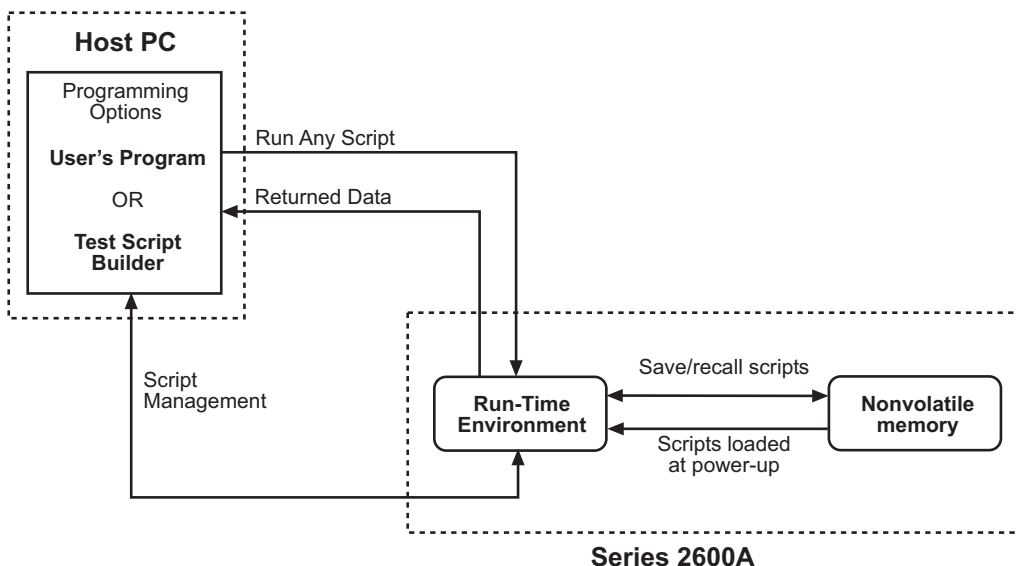 Host PC
Programming
Options
User's Program
OR
Test Script
Builder
Run Any Script
Returned Data
Script
Management
Run-Time
Environment
Save/recall scripts
Scripts loaded
at power-up
Nonvolatile
memory
Series 2600A